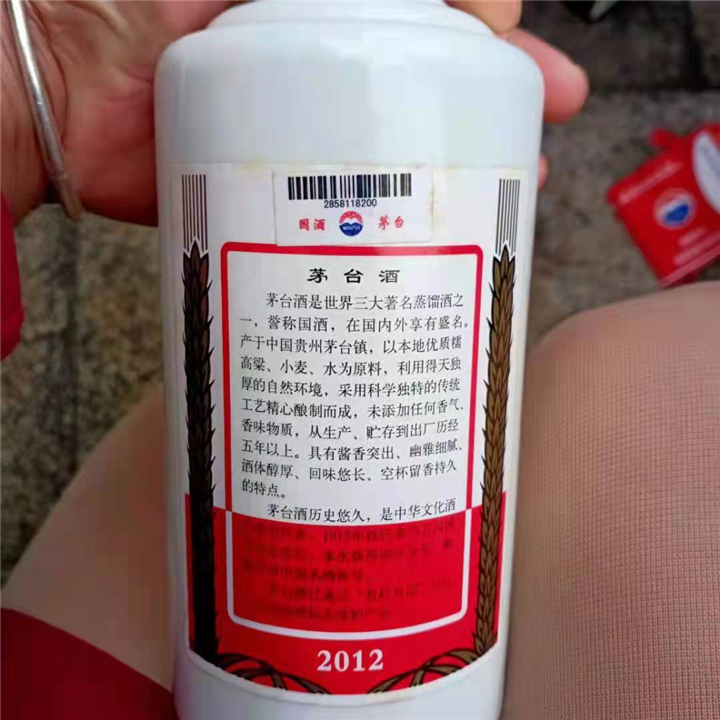 2858118200
国酒 MOUTAI 茅台
茅台酒
茅台酒是世界三大著名蒸馏酒之
一，誉称国酒，在国内外享有盛名。
产于中国贵州茅台镇，以本地优质糯
高粱、小麦、水为原料，利用得天独
厚的自然环境，采用科学独特的传统
工艺精心酿制而成，未添加任何香气、
香味物质，从生产、贮存到出厂历经
五年以上。具有酱香突出、幽雅细腻、
酒体醇厚、回味悠长、空杯留香持久
的特点。
茅台酒历史悠久，是中华文化酒
2012